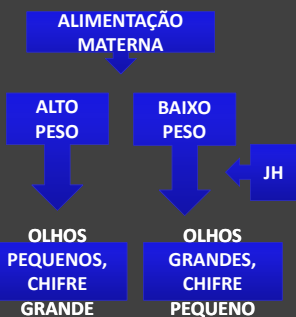 ALIMENTAÇÃO
MATERNA
ALTO
PESO
BAIXO
PESO
JH
OLHOS
PEQUENOS,
CHIFRE
GRANDE
OLHOS
GRANDES,
CHIFRE
PEQUENO